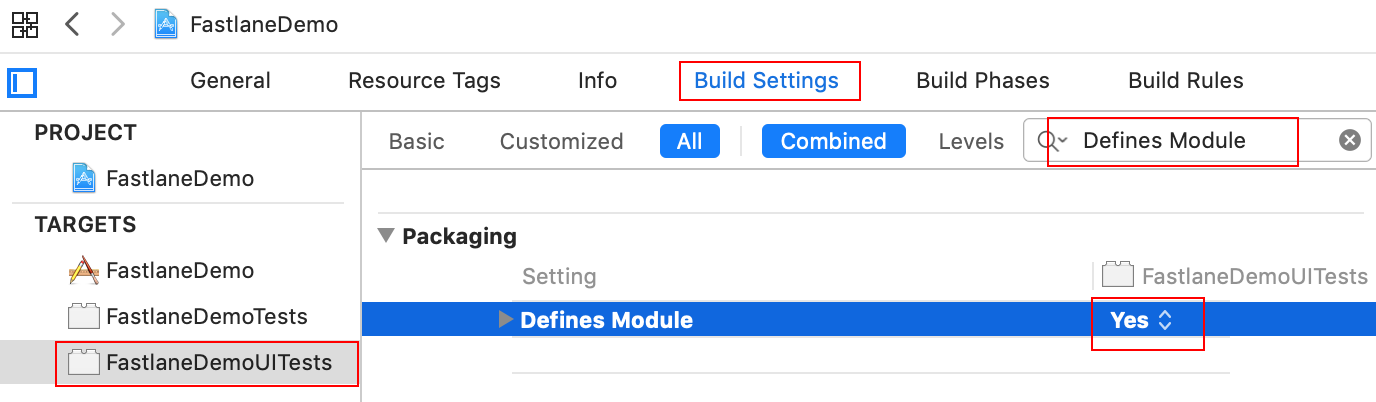 FastlaneDemo
General Resource Tags Info Build Settings Build Phases Build Rules
PROJECT
FastlaneDemo
TARGETS
FastlaneDemo
FastlaneDemoTests
FastlaneDemoUITests
Basic Customized All Combined Levels Defines Module
Packaging
Setting FastlaneDemoUITests
Defines Module Yes